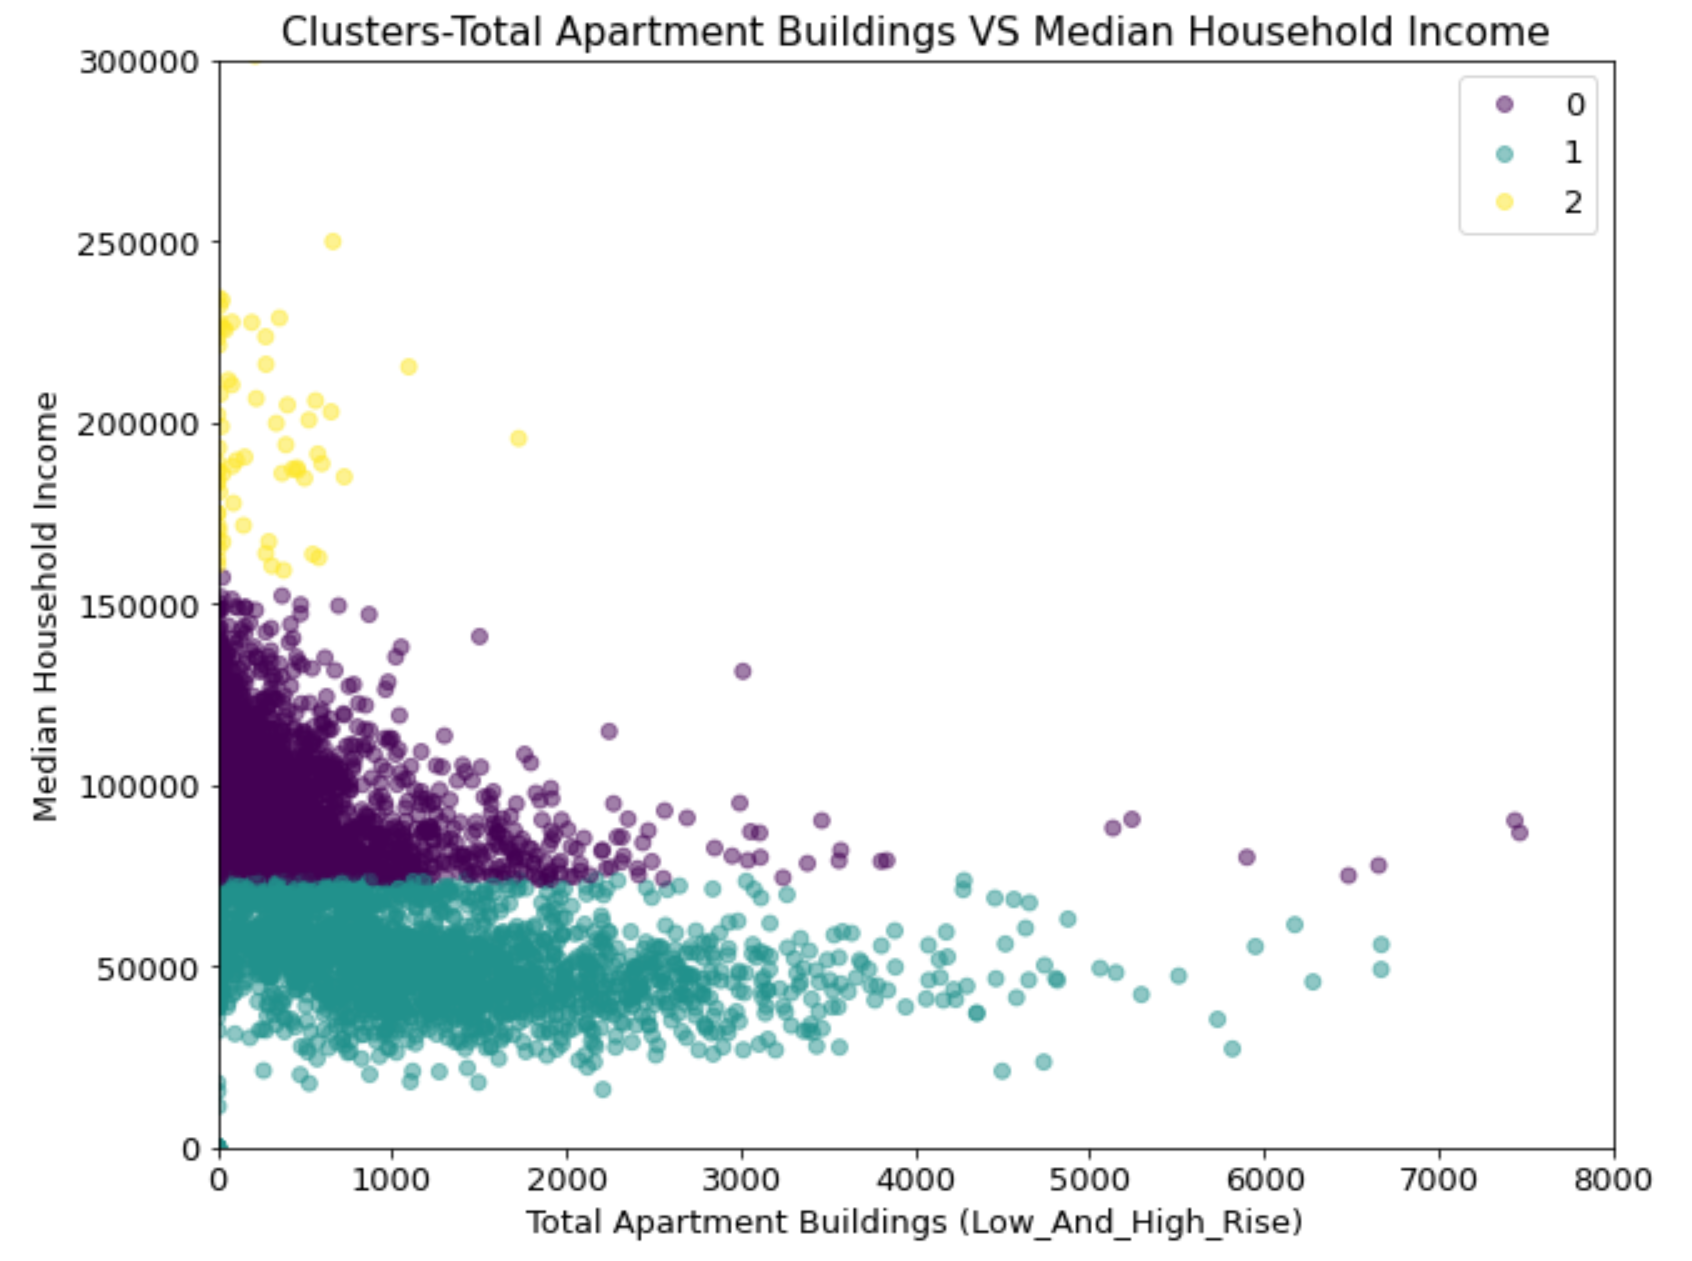 Clusters-Total Apartment Buildings VS Median Household Income
300000
250000
200000
150000
100000
50000
0
Median Household Income
0
1
2
0 1000 2000 3000 4000 5000 6000 7000 8000
Total Apartment Buildings (Low_And_High_Rise)